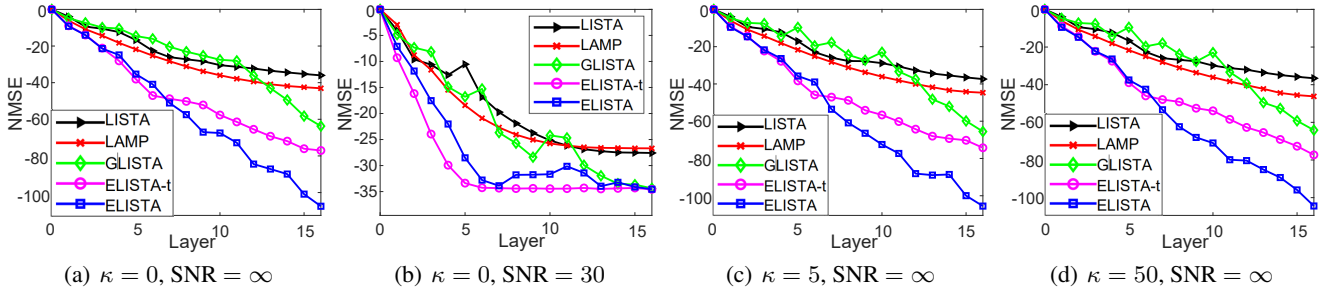 0
-20
-40
-60
-80
-100
NMSE
LISTA
LAMP
GLISTA
ELISTA-t
ELISTA
0 5 10 15
Layer
(a) κ = 0, SNR = ∞
0
-5
-10
-15
-20
-25
-30
-35
NMSE
LISTA
LAMP
GLISTA
ELISTA-t
ELISTA
0 5 10 15
Layer
(b) κ = 0, SNR = 30
0
-20
-40
-60
-80
-100
NMSE
LISTA
LAMP
GLISTA
ELISTA-t
ELISTA
0 5 10 15
Layer
(c) κ = 5, SNR = ∞
0
-20
-40
-60
-80
-100
NMSE
LISTA
LAMP
GLISTA
ELISTA-t
ELISTA
0 5 10 15
Layer
(d) κ = 50, SNR = ∞